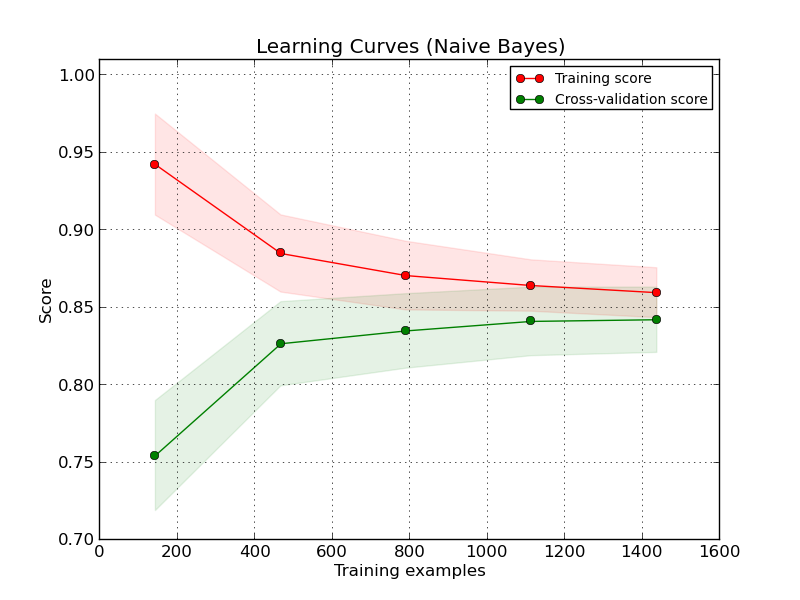 Learning Curves (Naive Bayes)
1.00
0.95
0.90
0.85
0.80
0.75
0.70
Score
Training score
Cross-validation score
0 200 400 600 800 1000 1200 1400 1600
Training examples